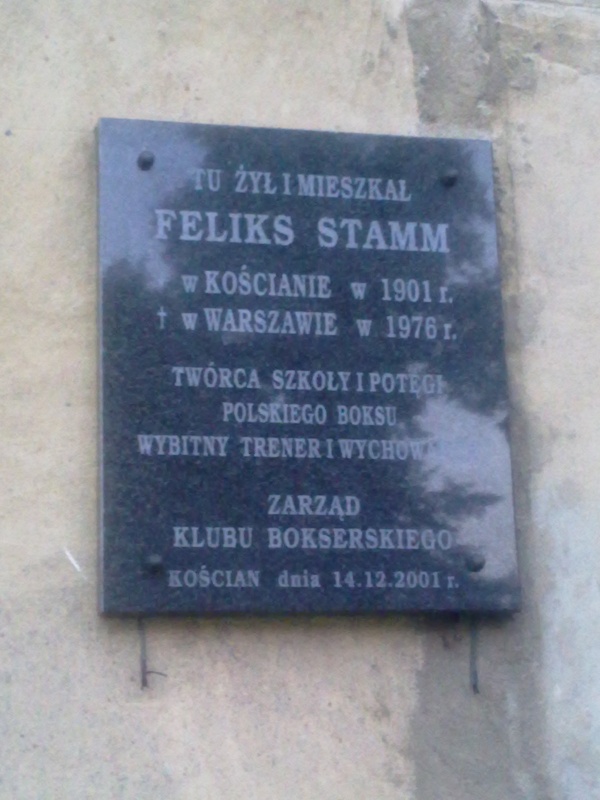 TU ŻYŁ I MIESZKAŁ
FELIKS STAMM
w KOŚCIANIE w 1901 r.
† w WARSZAWIE w 1976 r.
TWÓRCA SZKOŁY I POTĘGI
POLSKIEGO BOKSU
WYBITNY TRENER I
ZARZĄD
KLUBU BOKSERSKIEGO
KOŚCIAN dnia 14.12.2001 r.